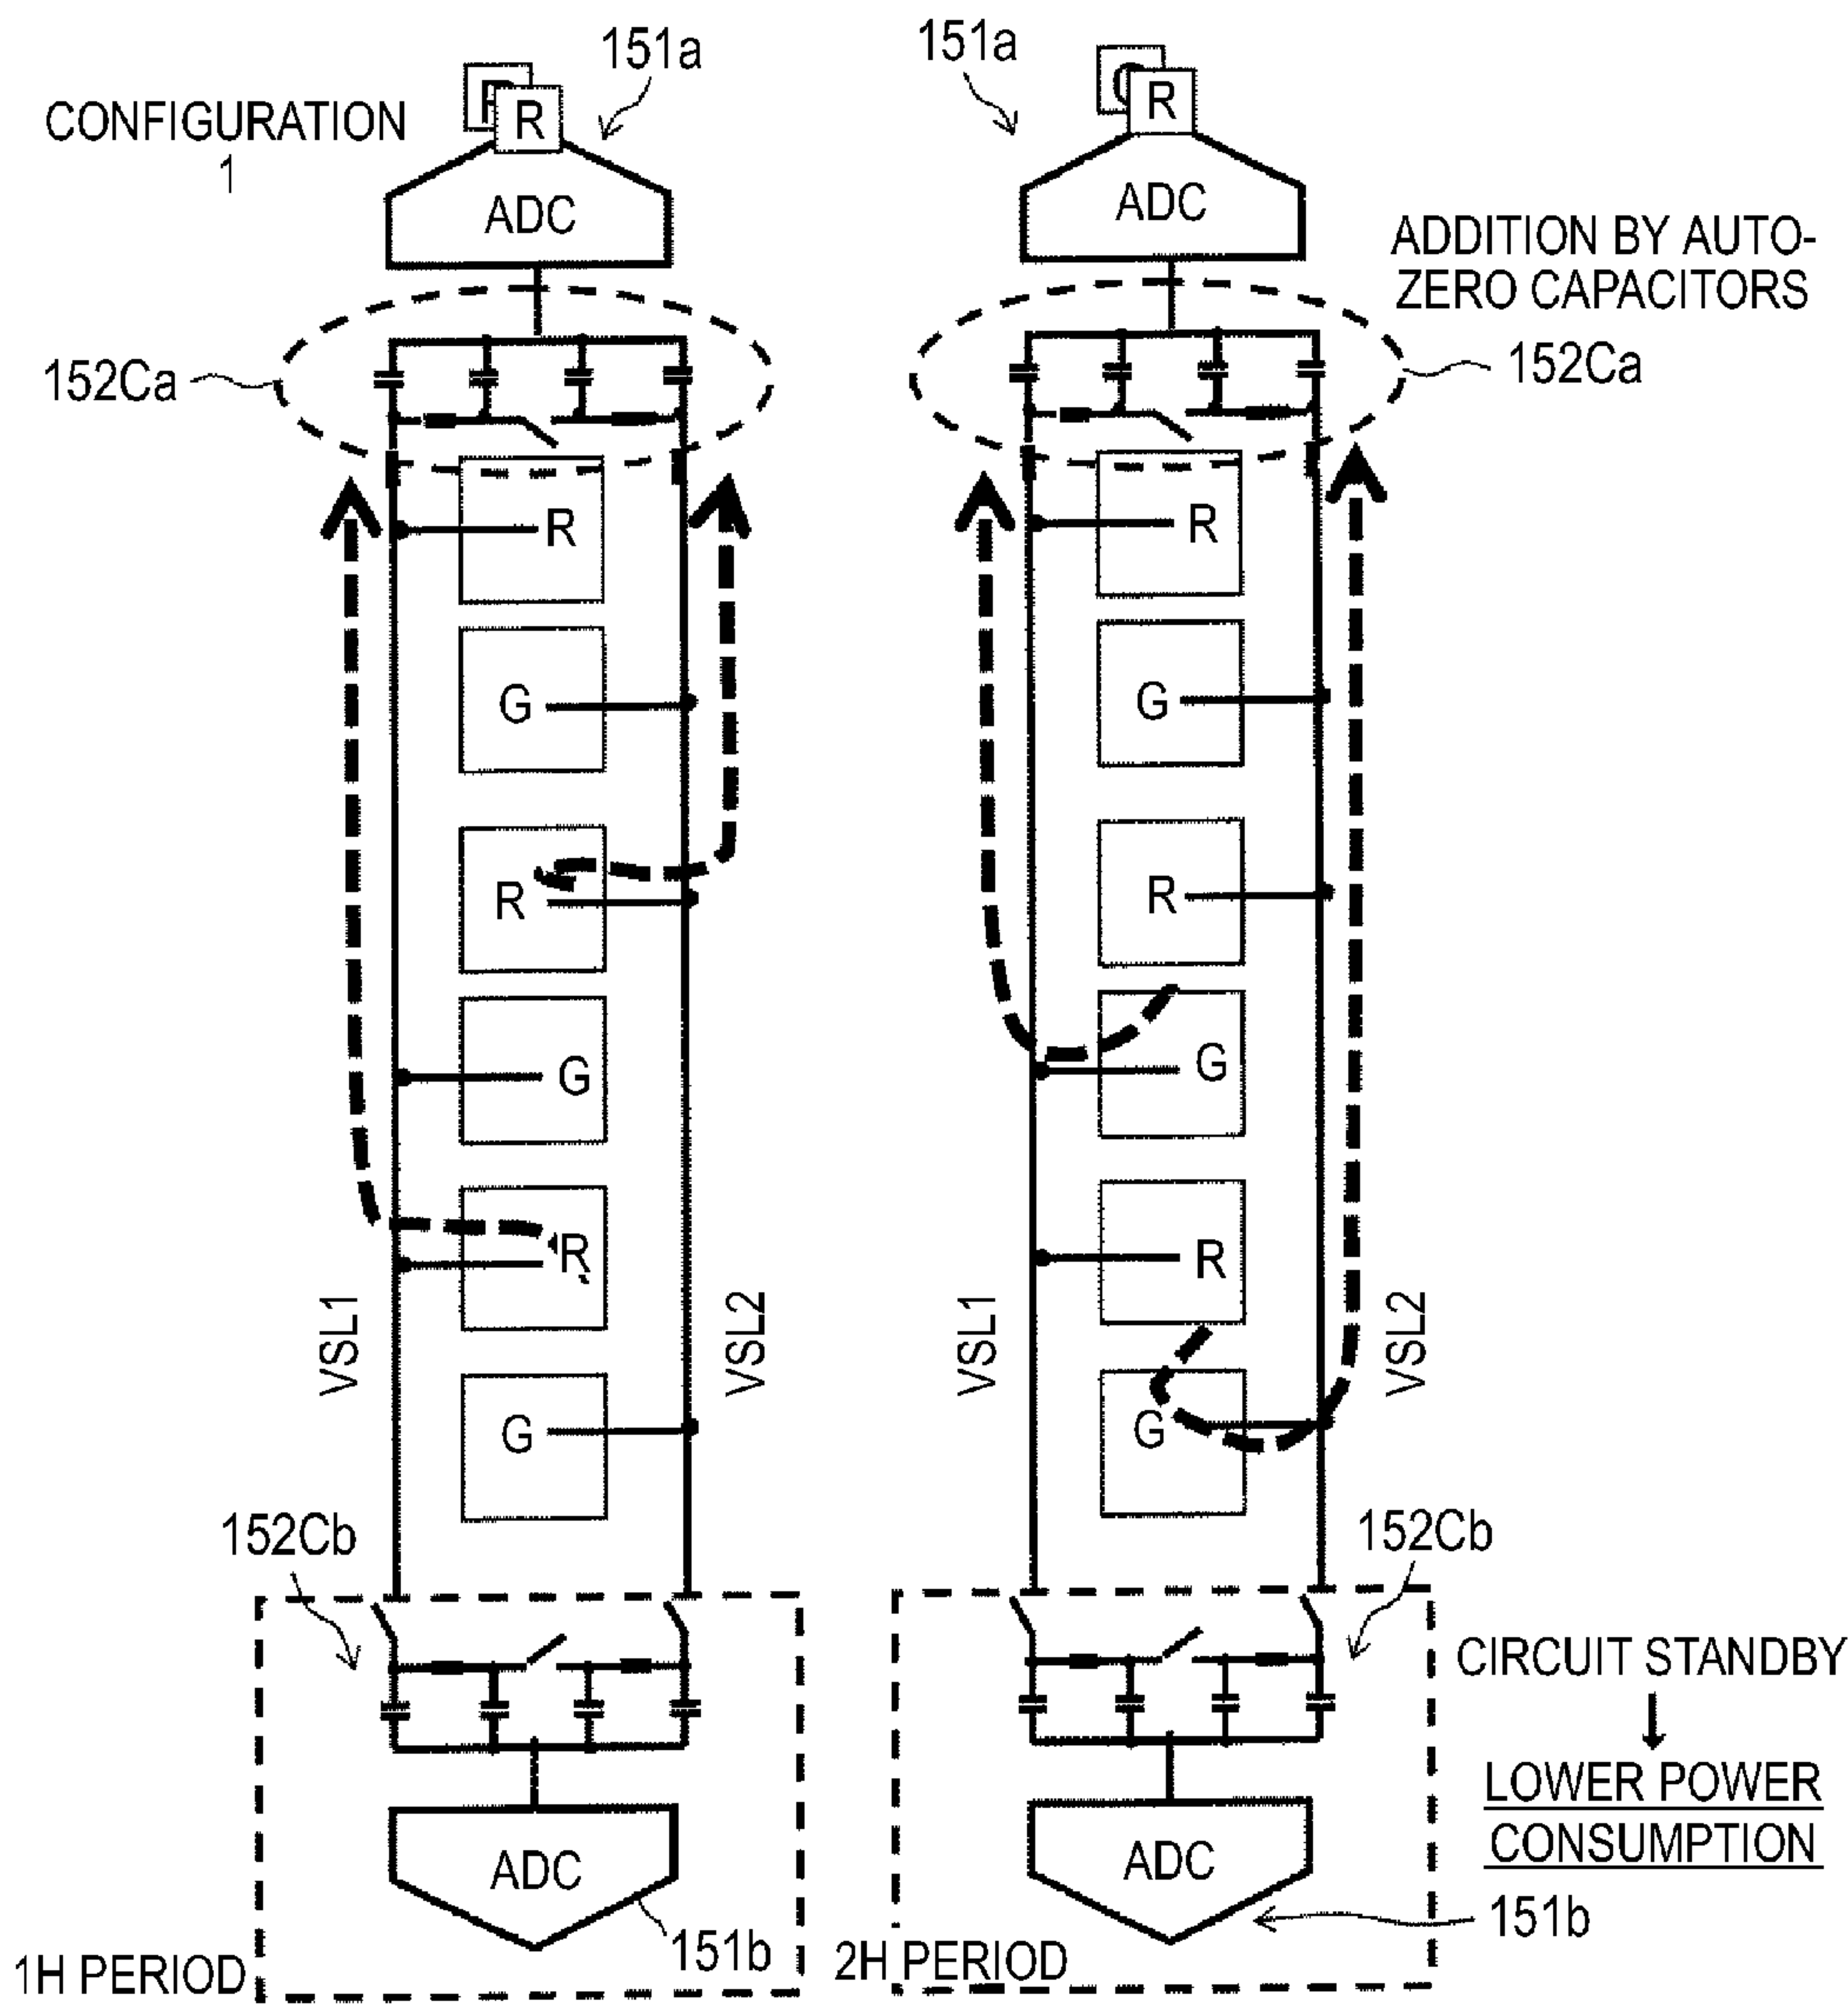 CONFIGURATION
1
151a
R
ADC
152Ca
R
G
R
G
R
G
VSL1
VSL2
152Cb
ADC
151b
1H PERIOD
151a
R
ADC
ADDITION BY AUTO-
ZERO CAPACITORS
152Ca
R
G
R
G
R
G
VSL1
VSL2
152Cb
CIRCUIT STANDBY
LOWER POWER
CONSUMPTION
ADC
151b
2H PERIOD